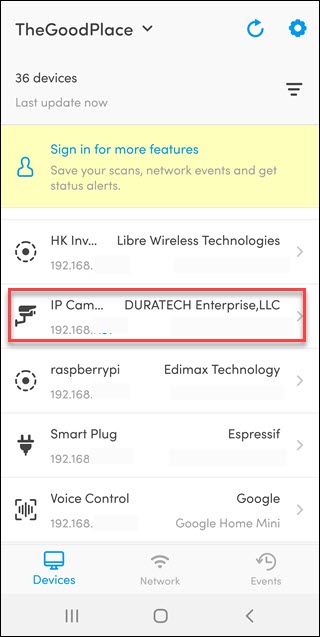 TheGoodPlace
36 devices
Last update now
Sign in for more features
Save your scans, network events and get
status alerts.
HK Inv... Libre Wireless Technologies
192.168.
IP Cam... DURATECH Enterprise,LLC
192.168.
raspberrypi Edimax Technology
192.168.
Smart Plug Espressif
192.168
Voice Control Google
192.168. Google Home Mini
Devices Network Events